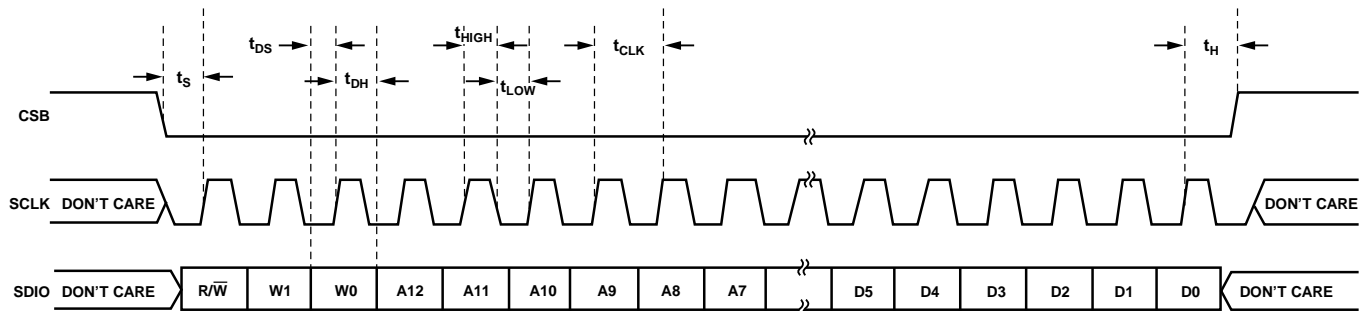 tDS
tHIGH
tCLK
tH
tS
tDH
tLOW
CSB
SCLK DON'T CARE
DON'T CARE
SDIO DON'T CARE
R/W̅
W1
W0
A12
A11
A10
A9
A8
A7
D5
D4
D3
D2
D1
D0
DON'T CARE